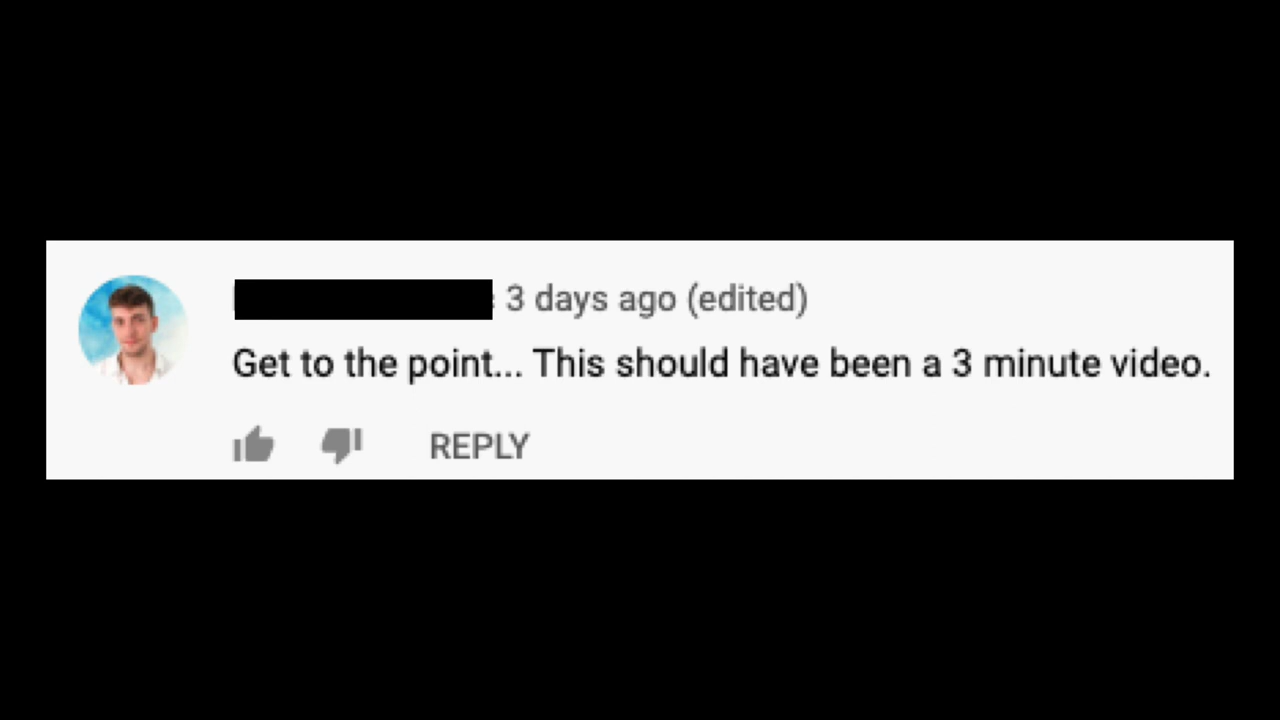 3 days ago (edited)
Get to the point... This should have been a 3 minute video.
REPLY